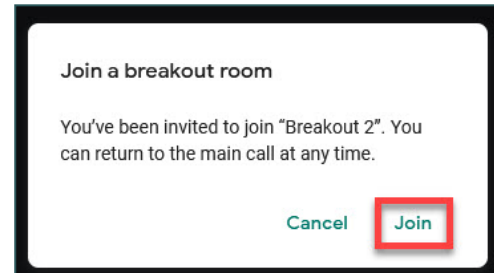 Join a breakout room
You've been invited to join “Breakout 2”. You
can return to the main call at any time.
Cancel Join